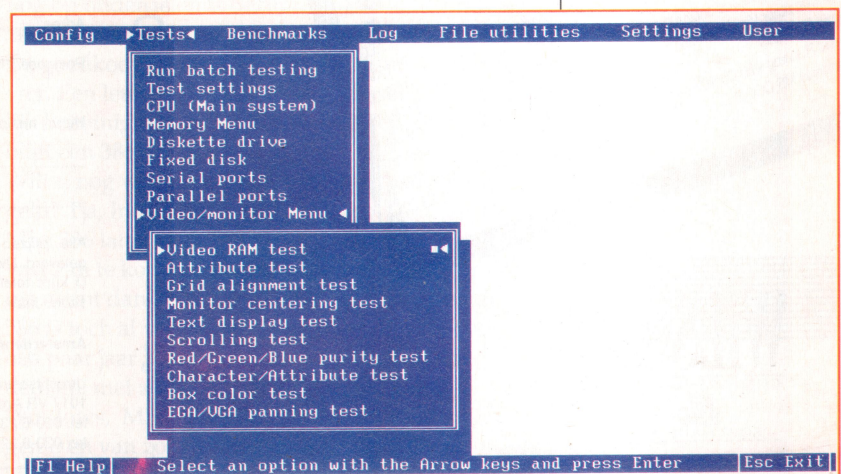 Config ►Tests◄ Benchmarks Log File utilities Settings User
Run batch testing
Test settings
CPU (Main system)
Memory Menu
Diskette drive
Fixed disk
Serial ports
Parallel ports
►Video/monitor Menu ◄
►Video RAM test ■◄
Attribute test
Grid alignment test
Monitor centering test
Text display test
Scrolling test
Red/Green/Blue purity test
Character/Attribute test
Box color test
EGA/VGA panning test
F1 Help Select an option with the Arrow keys and press Enter Esc Exit